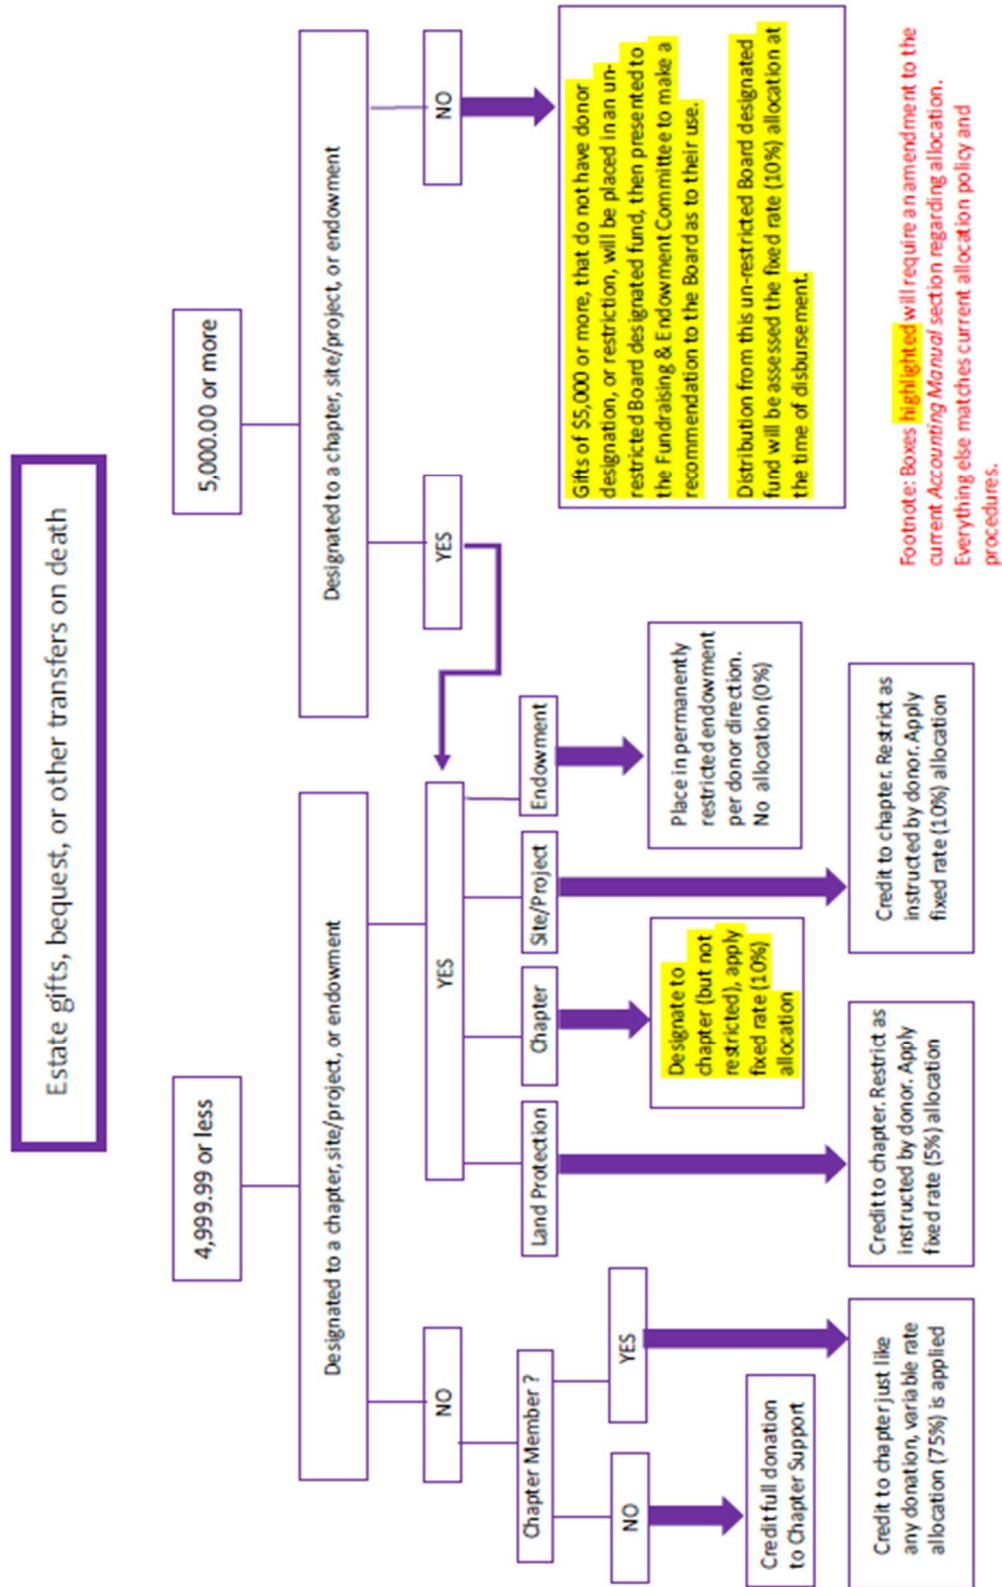 Estate gifts, bequest, or other transfers on death
4,999.99 or less
5,000.00 or more
Designated to a chapter, site/project, or endowment
Designated to a chapter, site/project, or endowment
NO
YES
YES
NO
Chapter Member ?
Land Protection
Chapter
Site/Project
Endowment
NO
YES
Credit full donation
to Chapter Support
Credit to chapter just like
any donation, variable rate
allocation (75%) is applied
Credit to chapter. Restrict as
instructed by donor. Apply
fixed rate (5%) allocation
Designate to
chapter (but not
restricted), apply
fixed rate (10%)
allocation
Credit to chapter. Restrict as
instructed by donor. Apply
fixed rate (10%) allocation
Place in permanently
restricted endowment
per donor direction.
No allocation (0%)
Gifts of $5,000 or more, that do not have donor
designation, or restriction, will be placed in an un-
restricted Board designated fund, then presented to
the Fundraising & Endowment Committee to make a
recommendation to the Board as to their use.
Distribution from this un-restricted Board designated
fund will be assessed the fixed rate (10%) allocation at
the time of disbursement.
Footnote: Boxes highlighted will require an amendment to the
current Accounting Manual section regarding allocation.
Everything else matches current allocation policy and
procedures.